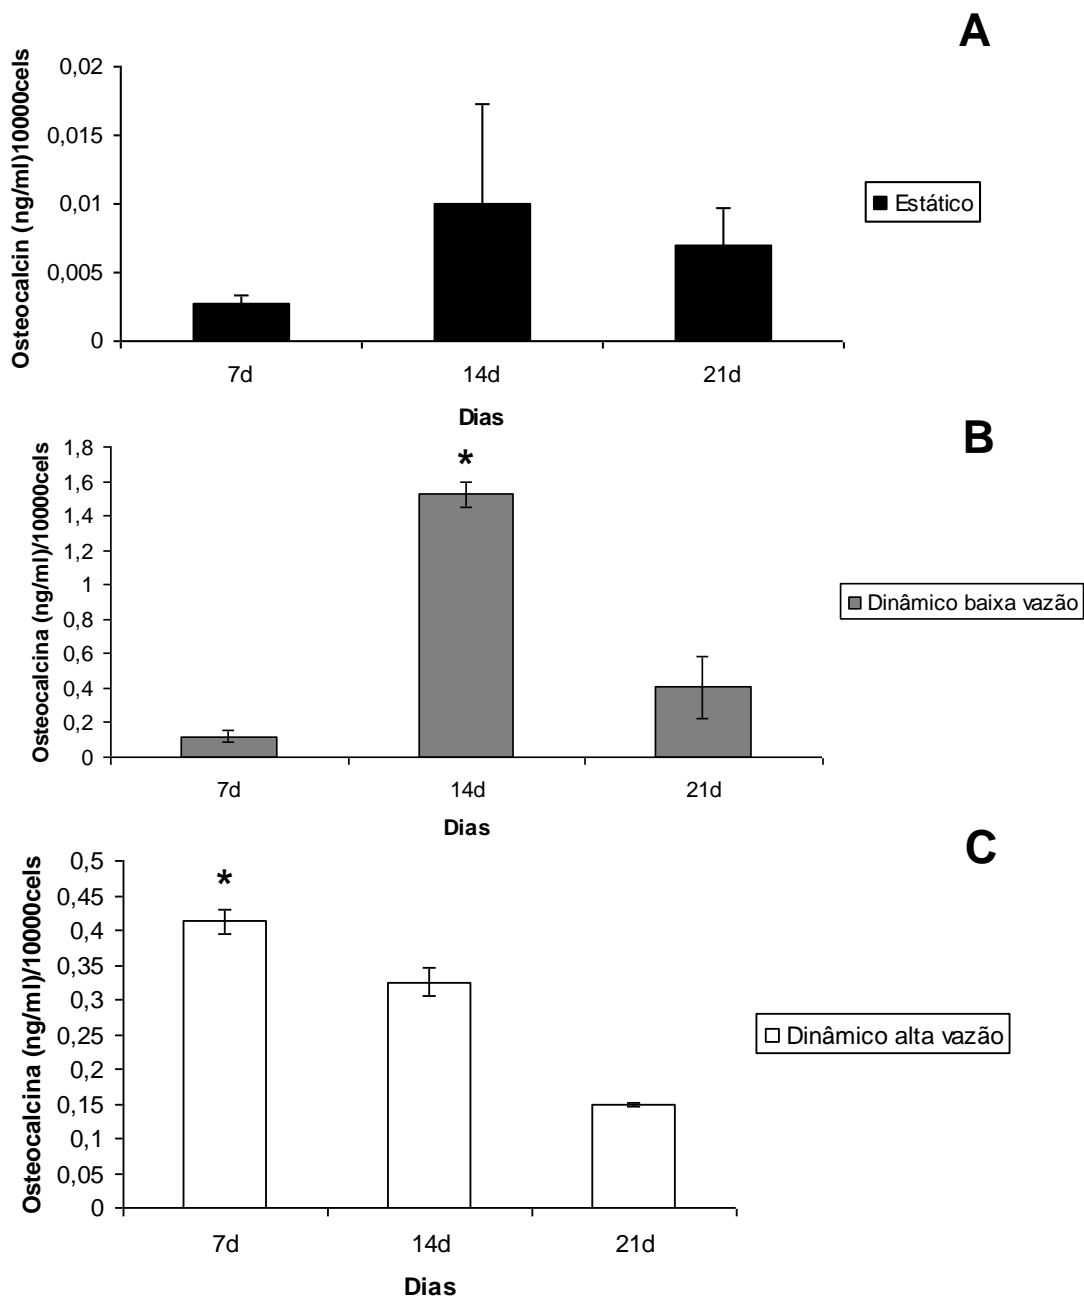 A
Osteocalcin (ng/ml)10000cels
0,02
0,015
0,01
0,005
0
7d 14d 21d
Dias
Estático
B
Osteocalcina (ng/ml)/10000cels
1,8
1,6
1,4
1,2
1
0,8
0,6
0,4
0,2
0
*
7d 14d 21d
Dias
Dinâmico baixa vazão
C
Osteocalcina (ng/ml)/10000cels
0,5
0,45
0,4
0,35
0,3
0,25
0,2
0,15
0,1
0,05
0
*
7d 14d 21d
Dias
Dinâmico alta vazão